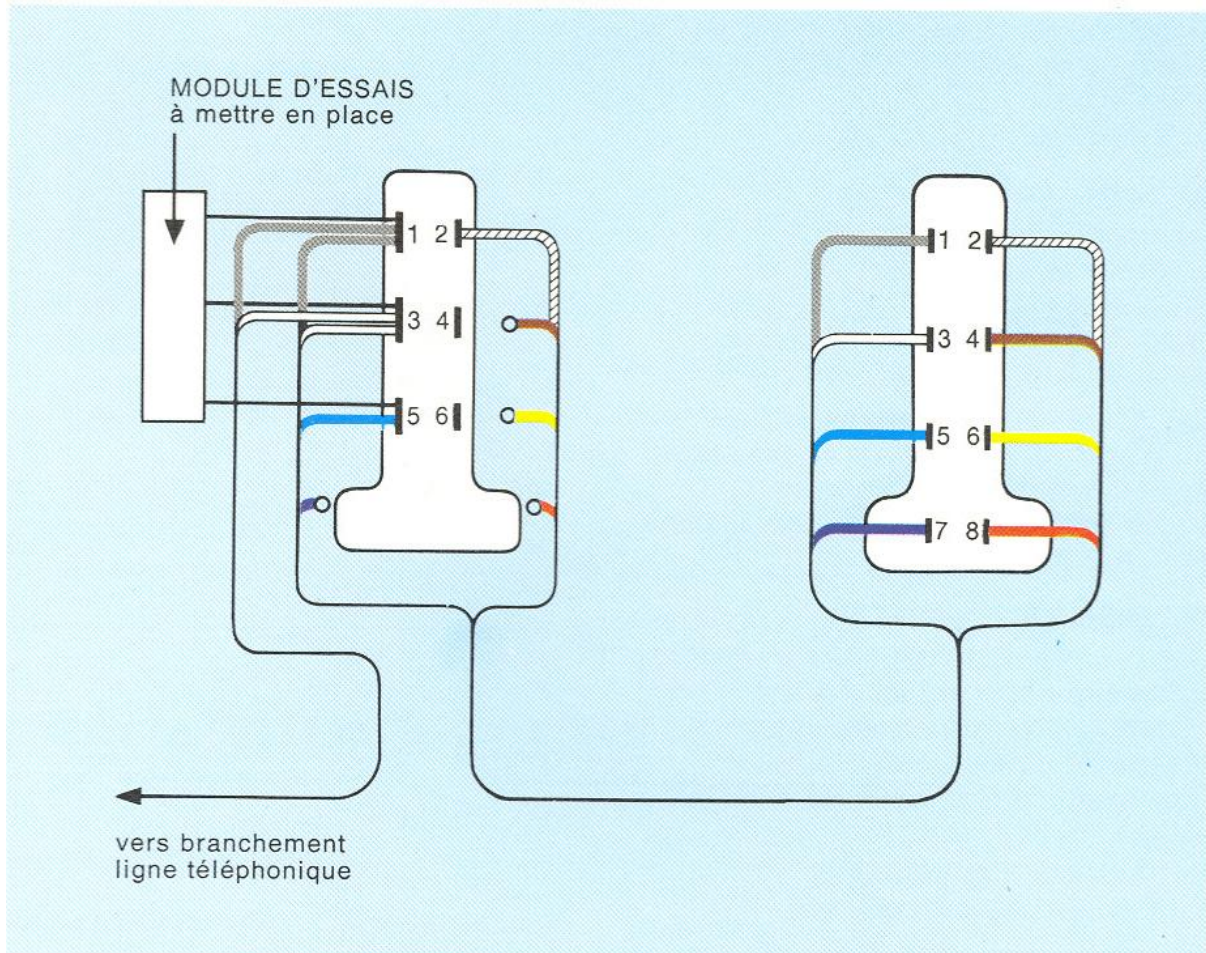 MODULE D'ESSAIS
à mettre en place
1 2
3 4
5 6
1 2
3 4
5 6
7 8
vers branchement
ligne téléphonique